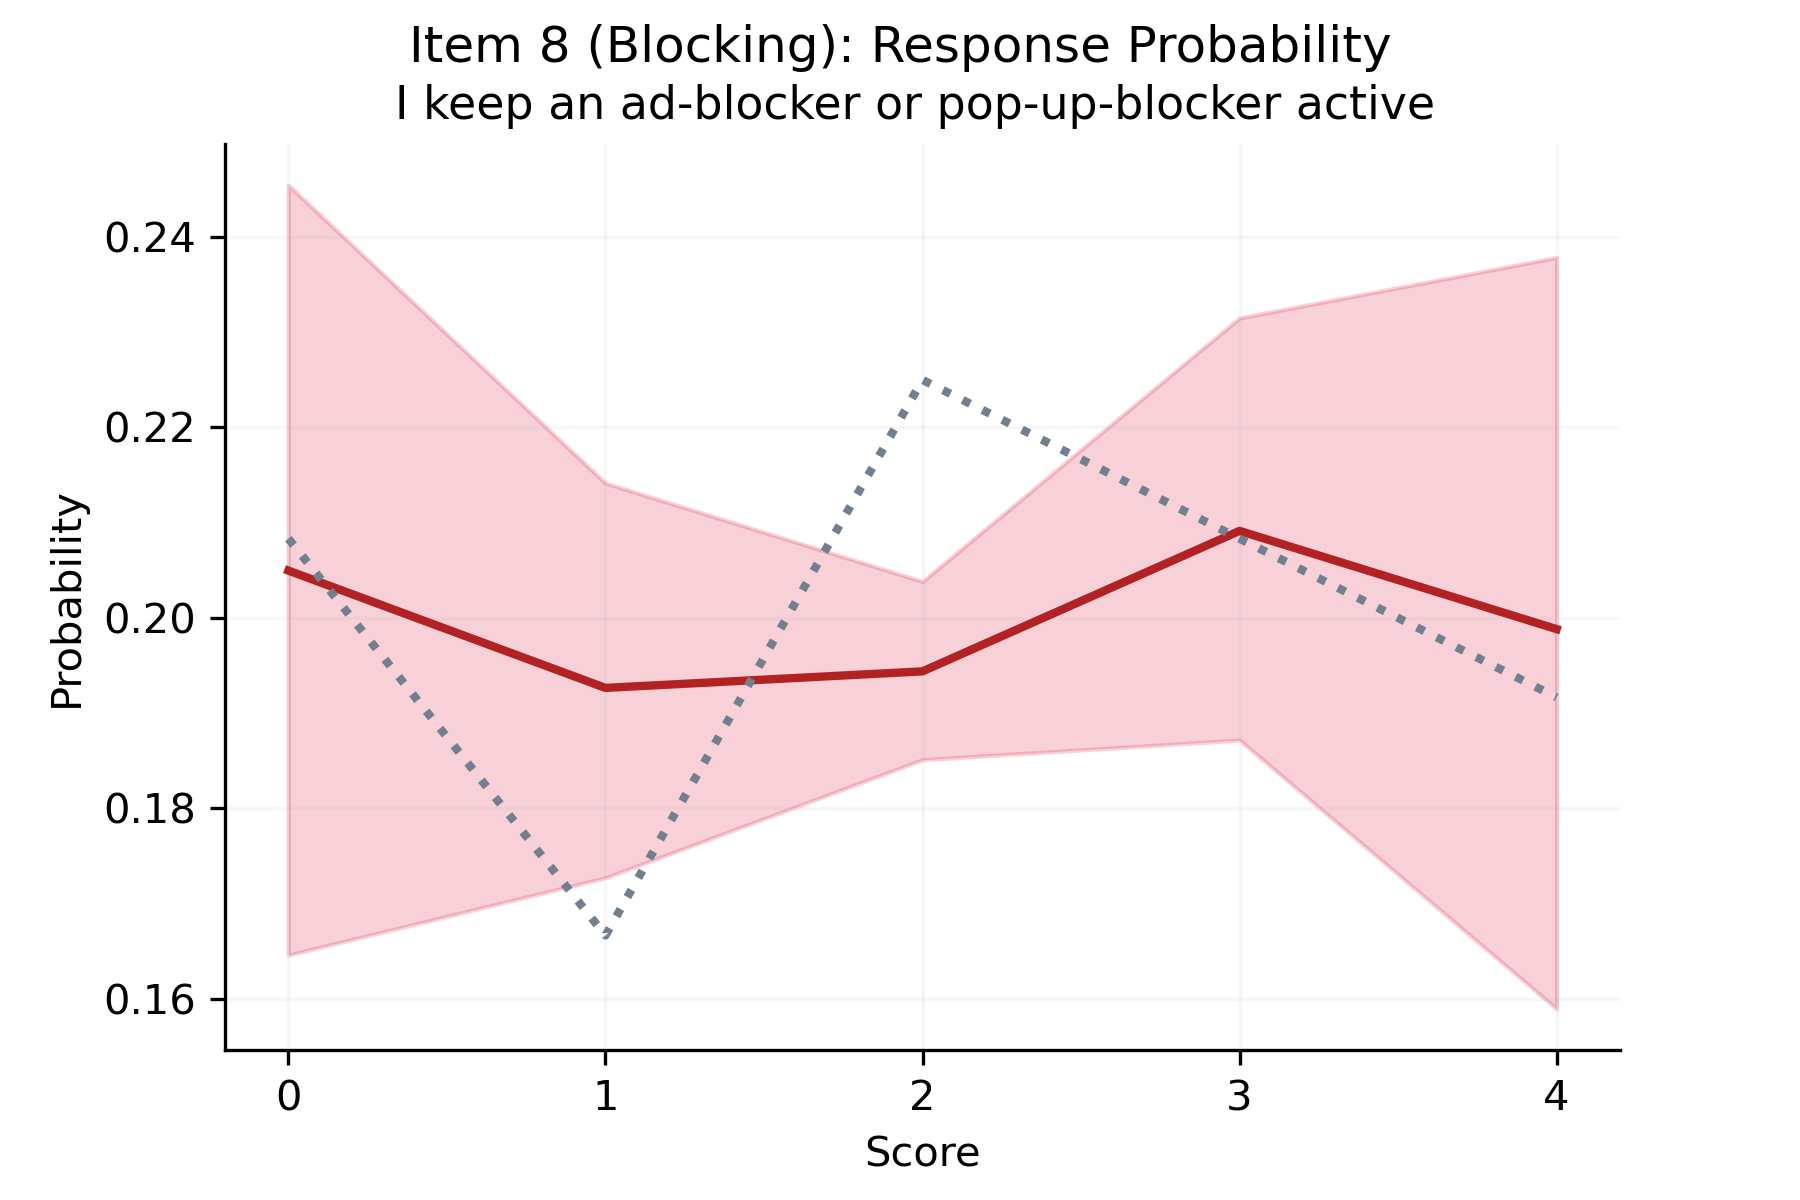 Item 8 (Blocking): Response Probability
I keep an ad-blocker or pop-up-blocker active
0.24
0.22
0.20
0.18
0.16
Probability
0 1 2 3 4
Score